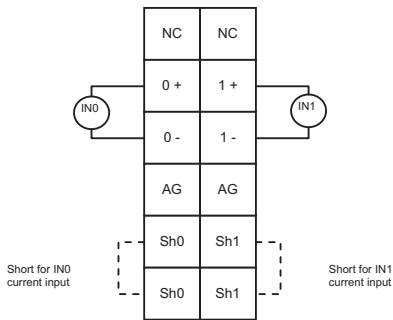 NC NC
0 + 1 +
IN0 IN1
0 - 1 -
AG AG
Sh0 Sh1
Short for IN0
current input
Short for IN1
current input
Sh0 Sh1